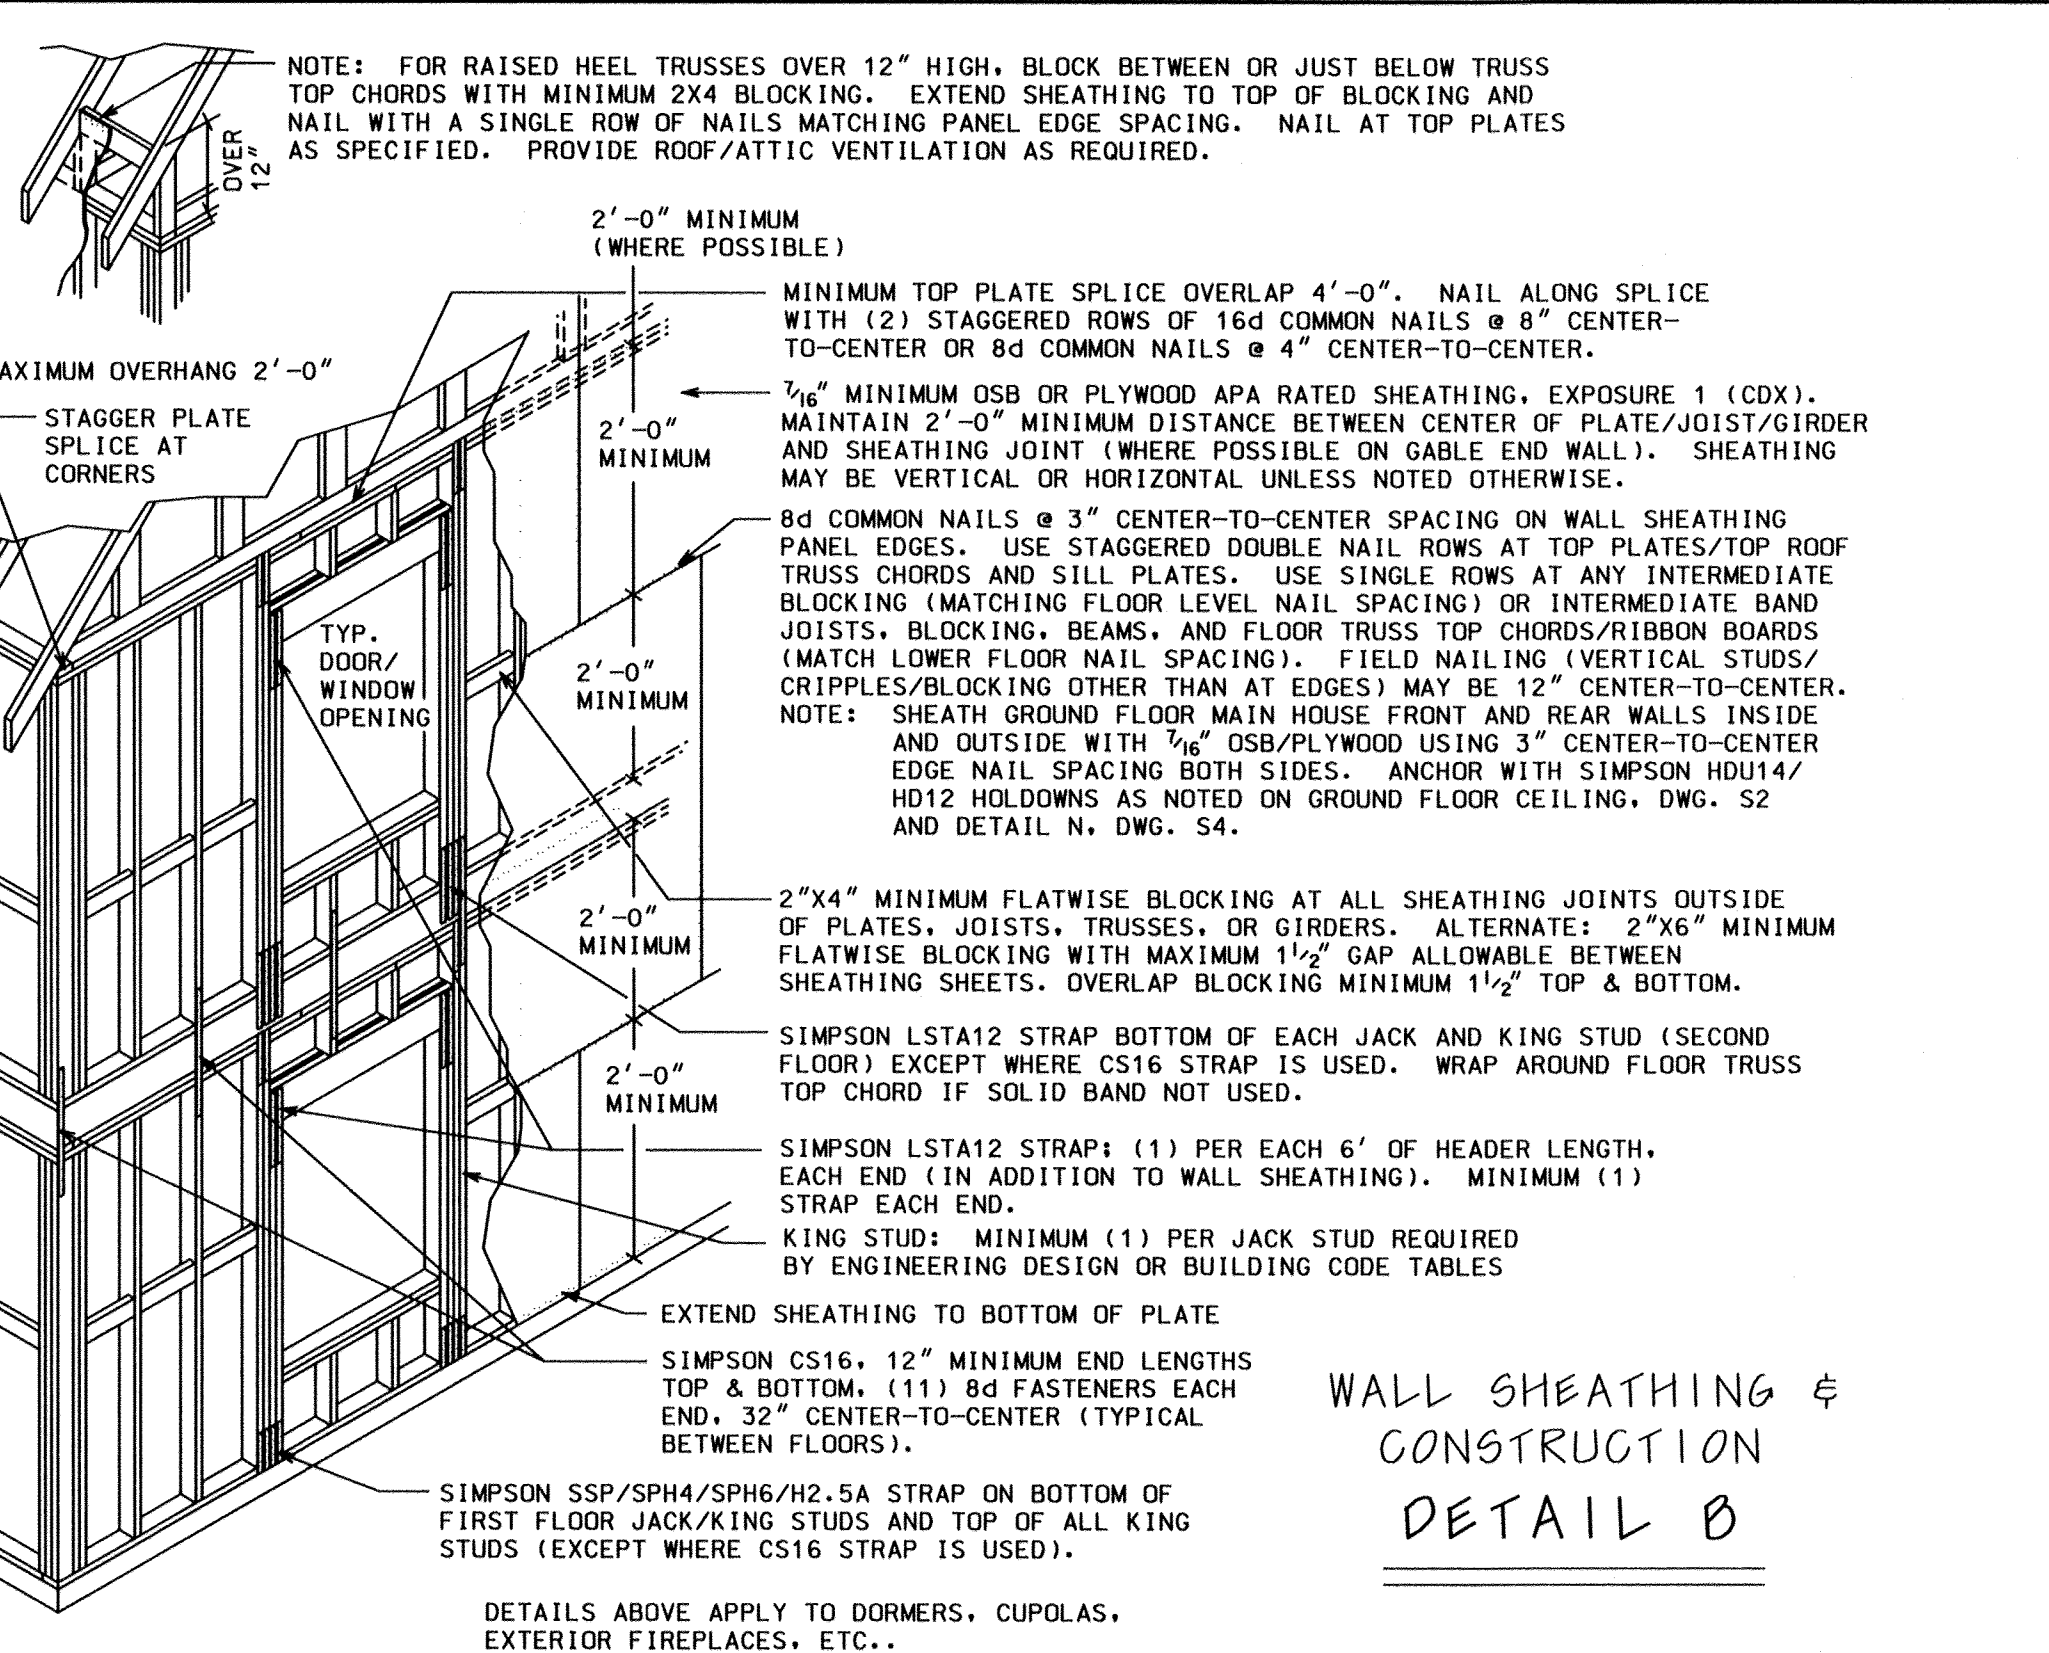 NOTE: FOR RAISED HEEL TRUSSES OVER 12" HIGH, BLOCK BETWEEN OR JUST BELOW TRUSS
TOP CHORDS WITH MINIMUM 2X4 BLOCKING. EXTEND SHEATHING TO TOP OF BLOCKING AND
NAIL WITH A SINGLE ROW OF NAILS MATCHING PANEL EDGE SPACING. NAIL AT TOP PLATES
AS SPECIFIED. PROVIDE ROOF/ATTIC VENTILATION AS REQUIRED.
OVER
12"
2'-0" MINIMUM
(WHERE POSSIBLE)
MINIMUM TOP PLATE SPLICE OVERLAP 4'-0". NAIL ALONG SPLICE
WITH (2) STAGGERED ROWS OF 16d COMMON NAILS @ 8" CENTER-
TO-CENTER OR 8d COMMON NAILS @ 4" CENTER-TO-CENTER.
AXIMUM OVERHANG 2'-0"
STAGGER PLATE
SPLICE AT
CORNERS
2'-0"
MINIMUM
7/16" MINIMUM OSB OR PLYWOOD APA RATED SHEATHING, EXPOSURE 1 (CDX).
MAINTAIN 2'-0" MINIMUM DISTANCE BETWEEN CENTER OF PLATE/JOIST/GIRDER
AND SHEATHING JOINT (WHERE POSSIBLE ON GABLE END WALL). SHEATHING
MAY BE VERTICAL OR HORIZONTAL UNLESS NOTED OTHERWISE.
8d COMMON NAILS @ 3" CENTER-TO-CENTER SPACING ON WALL SHEATHING
PANEL EDGES. USE STAGGERED DOUBLE NAIL ROWS AT TOP PLATES/TOP ROOF
TRUSS CHORDS AND SILL PLATES. USE SINGLE ROWS AT ANY INTERMEDIATE
BLOCKING (MATCHING FLOOR LEVEL NAIL SPACING) OR INTERMEDIATE BAND
JOISTS, BLOCKING, BEAMS, AND FLOOR TRUSS TOP CHORDS/RIBBON BOARDS
(MATCH LOWER FLOOR NAIL SPACING). FIELD NAILING (VERTICAL STUDS/
CRIPPLES/BLOCKING OTHER THAN AT EDGES) MAY BE 12" CENTER-TO-CENTER.
NOTE: SHEATH GROUND FLOOR MAIN HOUSE FRONT AND REAR WALLS INSIDE
AND OUTSIDE WITH 7/16" OSB/PLYWOOD USING 3" CENTER-TO-CENTER
EDGE NAIL SPACING BOTH SIDES. ANCHOR WITH SIMPSON HDU14/
HD12 HOLDOWNS AS NOTED ON GROUND FLOOR CEILING, DWG. S2
AND DETAIL N, DWG. S4.
TYP.
DOOR/
WINDOW
OPENING
2'-0"
MINIMUM
2"X4" MINIMUM FLATWISE BLOCKING AT ALL SHEATHING JOINTS OUTSIDE
OF PLATES, JOISTS, TRUSSES, OR GIRDERS. ALTERNATE: 2"X6" MINIMUM
FLATWISE BLOCKING WITH MAXIMUM 1 1/2" GAP ALLOWABLE BETWEEN
SHEATHING SHEETS. OVERLAP BLOCKING MINIMUM 1 1/2" TOP & BOTTOM.
2'-0"
MINIMUM
SIMPSON LSTA12 STRAP BOTTOM OF EACH JACK AND KING STUD (SECOND
FLOOR) EXCEPT WHERE CS16 STRAP IS USED. WRAP AROUND FLOOR TRUSS
TOP CHORD IF SOLID BAND NOT USED.
2'-0"
MINIMUM
SIMPSON LSTA12 STRAP: (1) PER EACH 6' OF HEADER LENGTH,
EACH END (IN ADDITION TO WALL SHEATHING). MINIMUM (1)
STRAP EACH END.
KING STUD: MINIMUM (1) PER JACK STUD REQUIRED
BY ENGINEERING DESIGN OR BUILDING CODE TABLES
EXTEND SHEATHING TO BOTTOM OF PLATE
SIMPSON CS16, 12" MINIMUM END LENGTHS
TOP & BOTTOM, (11) 8d FASTENERS EACH
END, 32" CENTER-TO-CENTER (TYPICAL
BETWEEN FLOORS).
SIMPSON SSP/SPH4/SPH6/H2.5A STRAP ON BOTTOM OF
FIRST FLOOR JACK/KING STUDS AND TOP OF ALL KING
STUDS (EXCEPT WHERE CS16 STRAP IS USED).
DETAILS ABOVE APPLY TO DORMERS, CUPOLAS,
EXTERIOR FIREPLACES, ETC..
WALL SHEATHING &
CONSTRUCTION
DETAIL B